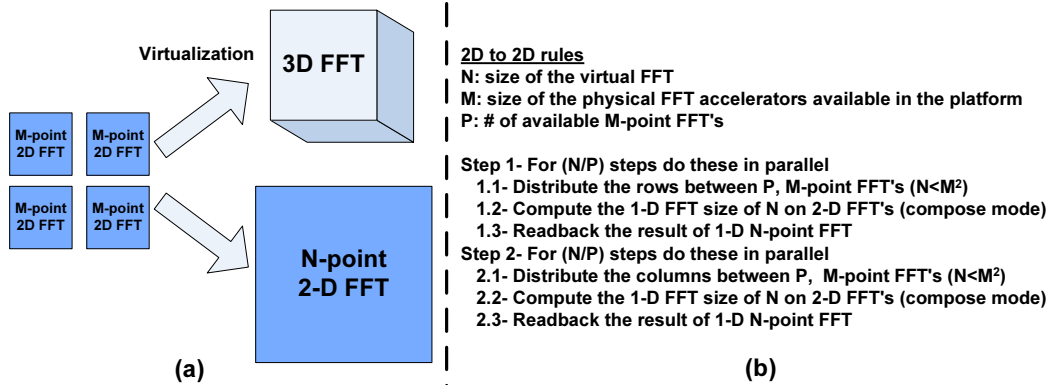 Virtualization
3D FFT
M-point
2D FFT
M-point
2D FFT
M-point
2D FFT
M-point
2D FFT
N-point
2-D FFT
(a)
2D to 2D rules
N: size of the virtual FFT
M: size of the physical FFT accelerators available in the platform
P: # of available M-point FFT's
Step 1- For (N/P) steps do these in parallel
1.1- Distribute the rows between P, M-point FFT's (N<M²)
1.2- Compute the 1-D FFT size of N on 2-D FFT's (compose mode)
1.3- Readback the result of 1-D N-point FFT
Step 2- For (N/P) steps do these in parallel
2.1- Distribute the columns between P, M-point FFT's (N<M²)
2.2- Compute the 1-D FFT size of N on 2-D FFT's (compose mode)
2.3- Readback the result of 1-D N-point FFT
(b)